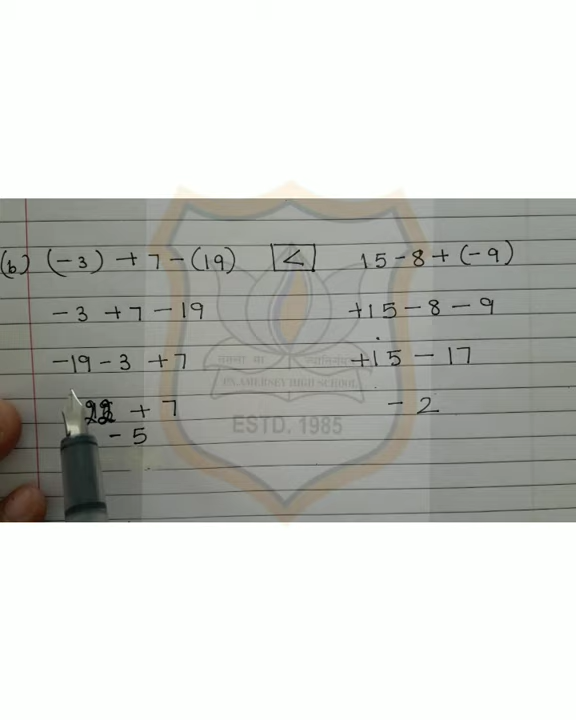 (b) (-3) + 7 - (19) < 15 - 8 + (-9)
-3 + 7 - 19 +15 - 8 - 9
-19 - 3 + 7 +15 - 17
+ 7 - 2
- 5
ESTD. 1985